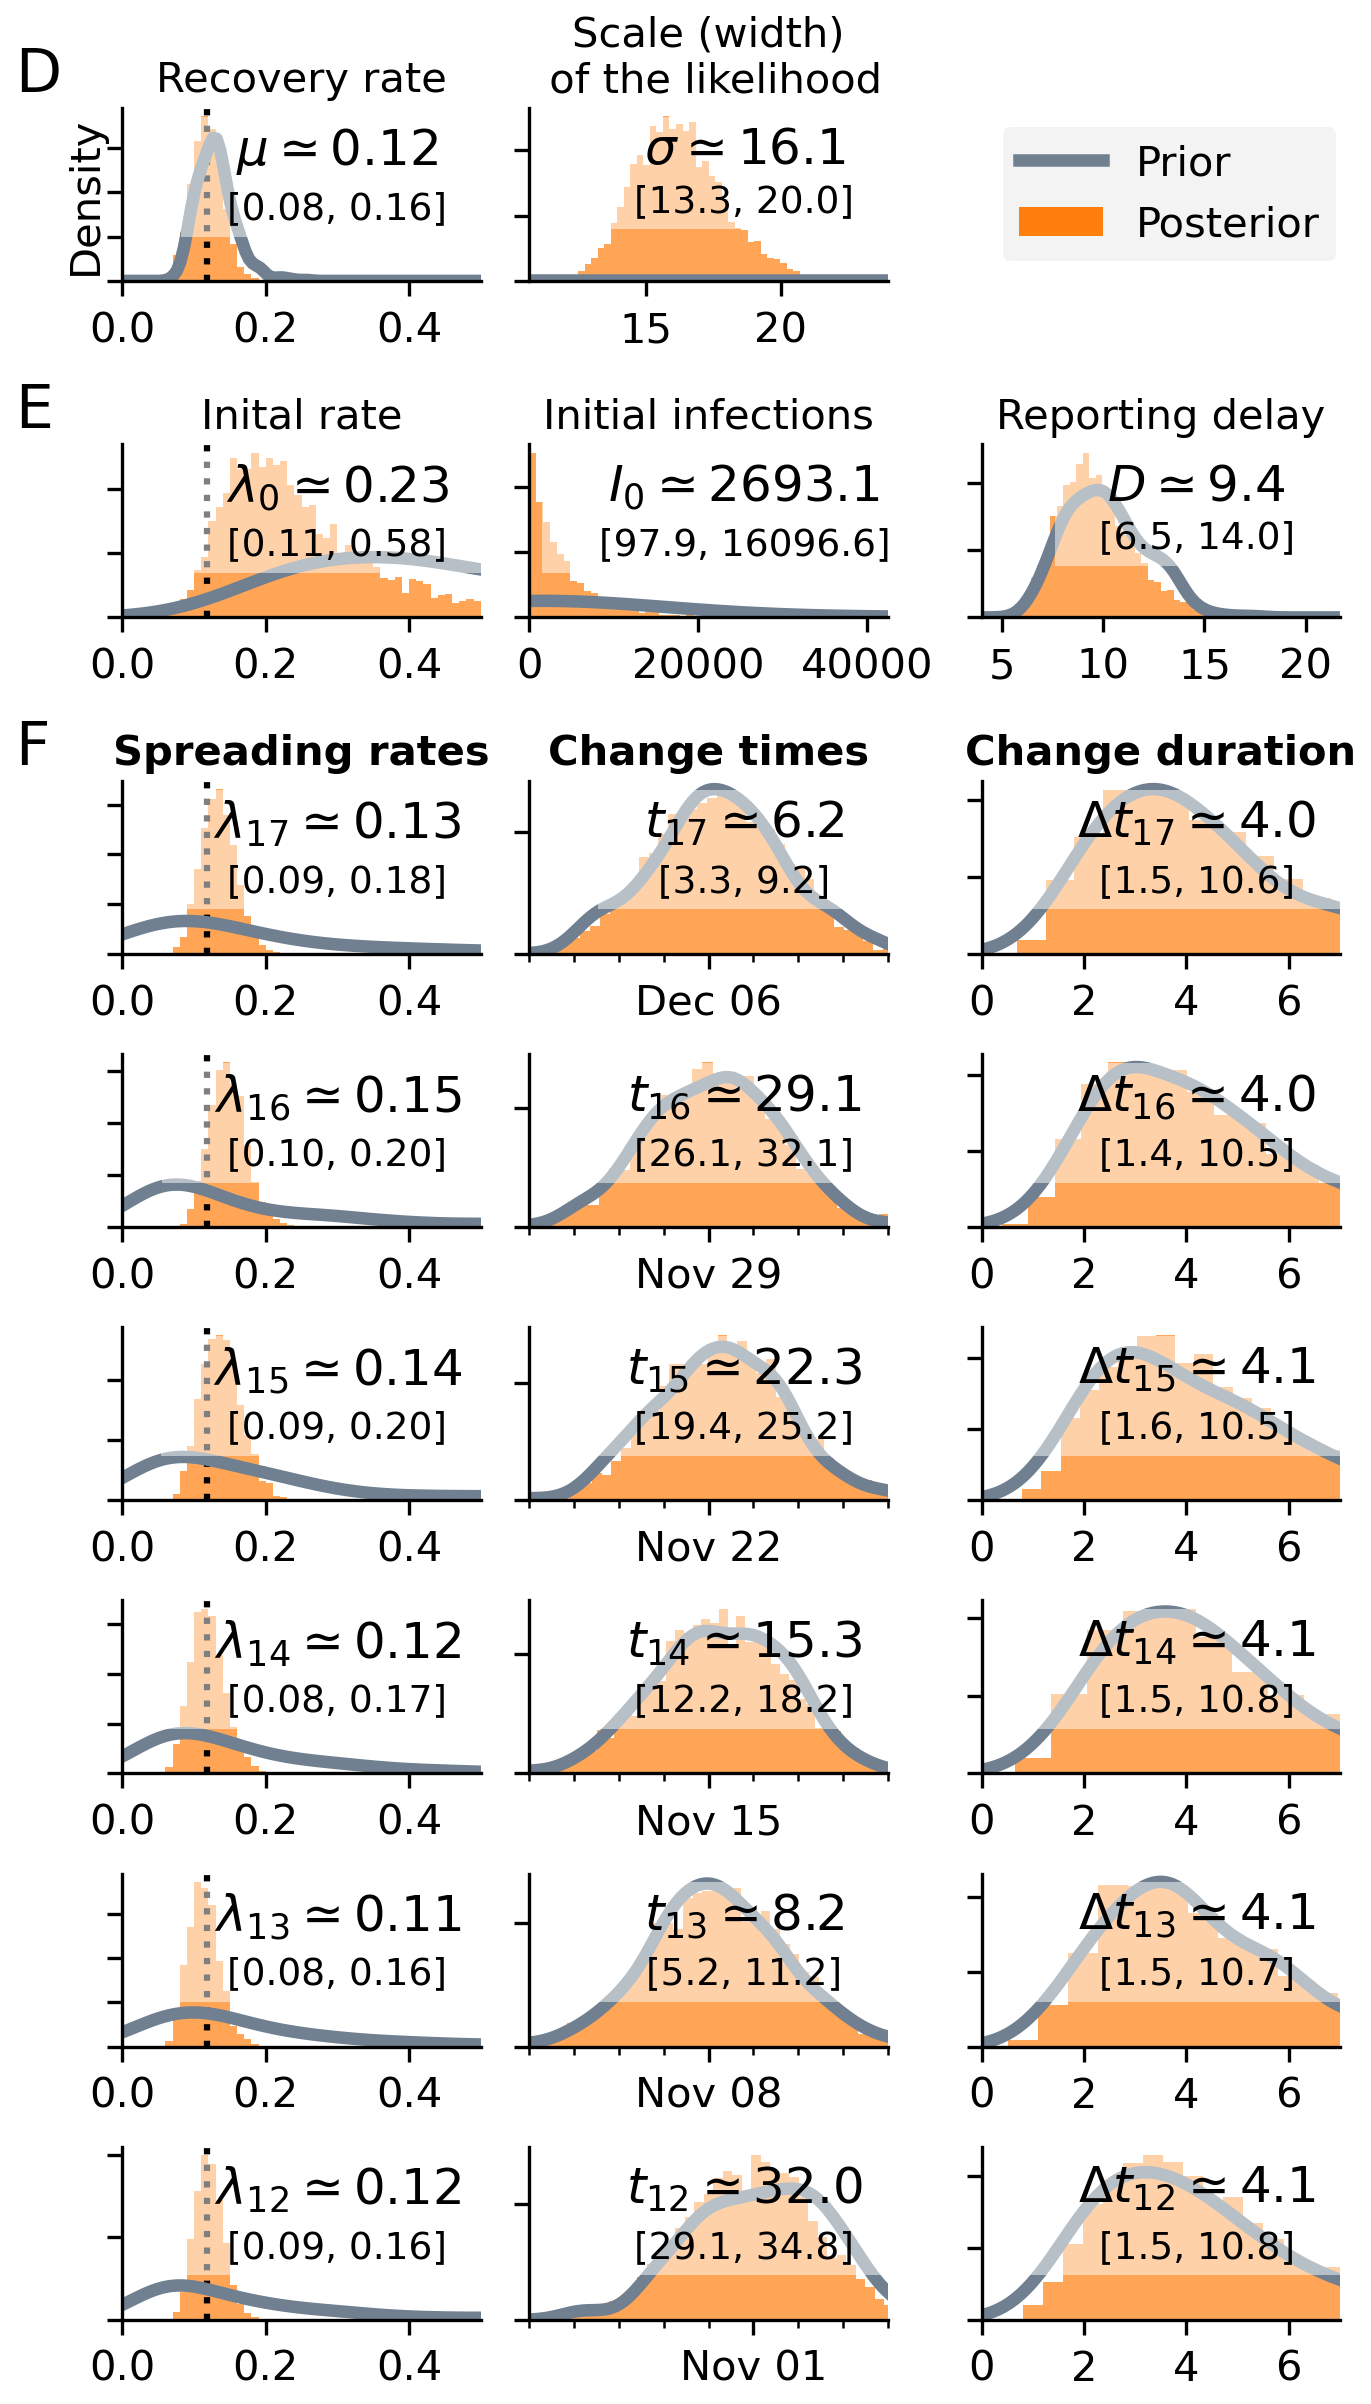 D
Recovery rate
Scale (width)
of the likelihood
Density
μ ≃ 0.12
[0.08, 0.16]
σ ≃ 16.1
[13.3, 20.0]
Prior
Posterior
0.0 0.2 0.4
15 20
E
Inital rate
Initial infections
Reporting delay
λ₀ ≃ 0.23
[0.11, 0.58]
I₀ ≃ 2693.1
[97.9, 16096.6]
D ≃ 9.4
[6.5, 14.0]
0.0 0.2 0.4
0 20000 40000
5 10 15 20
F
Spreading rates
Change times
Change duration
λ₁₇ ≃ 0.13
[0.09, 0.18]
t₁₇ ≃ 6.2
[3.3, 9.2]
Δt₁₇ ≃ 4.0
[1.5, 10.6]
0.0 0.2 0.4
Dec 06
0 2 4 6
λ₁₆ ≃ 0.15
[0.10, 0.20]
t₁₆ ≃ 29.1
[26.1, 32.1]
Δt₁₆ ≃ 4.0
[1.4, 10.5]
0.0 0.2 0.4
Nov 29
0 2 4 6
λ₁₅ ≃ 0.14
[0.09, 0.20]
t₁₅ ≃ 22.3
[19.4, 25.2]
Δt₁₅ ≃ 4.1
[1.6, 10.5]
0.0 0.2 0.4
Nov 22
0 2 4 6
λ₁₄ ≃ 0.12
[0.08, 0.17]
t₁₄ ≃ 15.3
[12.2, 18.2]
Δt₁₄ ≃ 4.1
[1.5, 10.8]
0.0 0.2 0.4
Nov 15
0 2 4 6
λ₁₃ ≃ 0.11
[0.08, 0.16]
t₁₃ ≃ 8.2
[5.2, 11.2]
Δt₁₃ ≃ 4.1
[1.5, 10.7]
0.0 0.2 0.4
Nov 08
0 2 4 6
λ₁₂ ≃ 0.12
[0.09, 0.16]
t₁₂ ≃ 32.0
[29.1, 34.8]
Δt₁₂ ≃ 4.1
[1.5, 10.8]
0.0 0.2 0.4
Nov 01
0 2 4 6